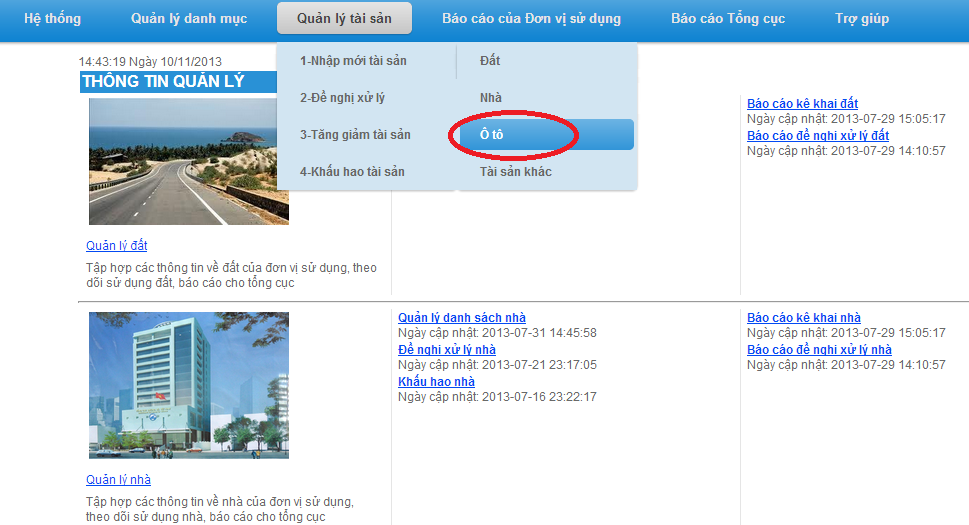 Hệ thống
Quản lý danh mục
Quản lý tài sản
Báo cáo của Đơn vị sử dụng
Báo cáo Tổng cục
Trợ giúp
1-Nhập mới tài sản
2-Đề nghị xử lý
3-Tăng giảm tài sản
4-Khấu hao tài sản
Đất
Nhà
Ô tô
Tài sản khác
14:43:19 Ngày 10/11/2013
THÔNG TIN QUẢN LÝ
Quản lý đất
Tập hợp các thông tin về đất của đơn vị sử dụng, theo
dõi sử dụng đất, báo cáo cho tổng cục
Báo cáo kê khai đất
Ngày cập nhật: 2013-07-29 15:05:17
Báo cáo đề nghị xử lý đất
Ngày cập nhật: 2013-07-29 14:10:57
Quản lý nhà
Tập hợp các thông tin về nhà của đơn vị sử dụng,
theo dõi sử dụng nhà, báo cáo cho tổng cục
Quản lý danh sách nhà
Ngày cập nhật: 2013-07-31 14:45:58
Đề nghị xử lý nhà
Ngày cập nhật: 2013-07-21 23:17:05
Khấu hao nhà
Ngày cập nhật: 2013-07-16 23:22:17
Báo cáo kê khai nhà
Ngày cập nhật: 2013-07-29 15:05:17
Báo cáo đề nghị xử lý nhà
Ngày cập nhật: 2013-07-29 14:10:57